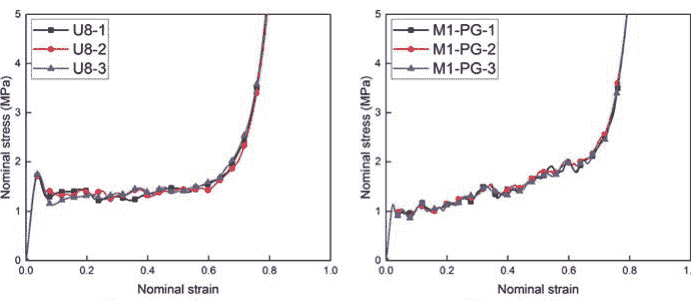 U8-1
U8-2
U8-3
Nominal stress (MPa)
5
4
3
2
1
0
0.0 0.2 0.4 0.6 0.8 1.0
Nominal strain
M1-PG-1
M1-PG-2
M1-PG-3
Nominal stress (MPa)
5
4
3
2
1
0
0.0 0.2 0.4 0.6 0.8 1.0
Nominal strain